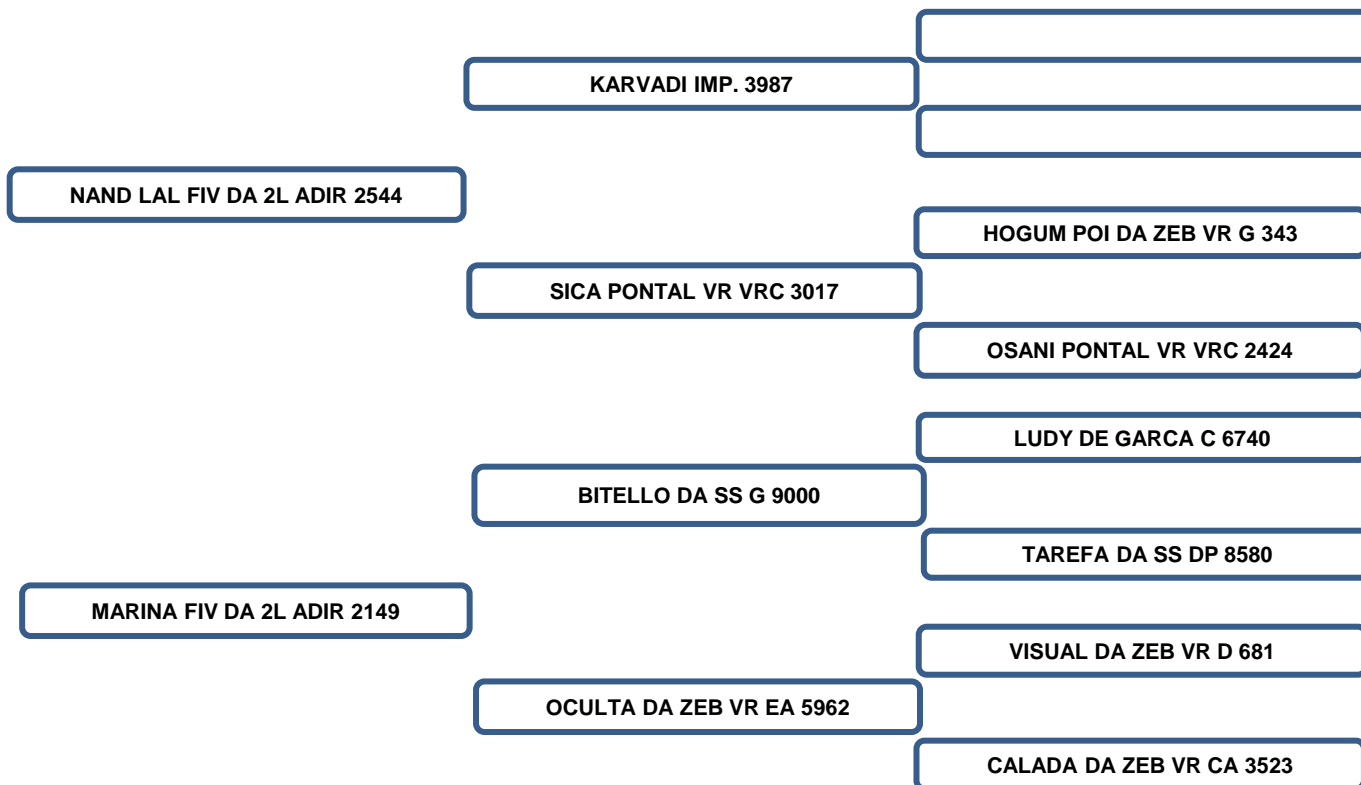 KARVADI IMP. 3987
NAND LAL FIV DA 2L ADIR 2544
HOGUM POI DA ZEB VR G 343
SICA PONTAL VR VRC 3017
OSANI PONTAL VR VRC 2424
LUDY DE GARCA C 6740
BITELLO DA SS G 9000
TAREFA DA SS DP 8580
MARINA FIV DA 2L ADIR 2149
VISUAL DA ZEB VR D 681
OCULTA DA ZEB VR EA 5962
CALADA DA ZEB VR CA 3523